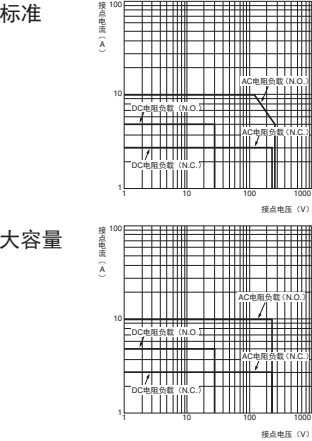 标准
接点电流（A）
100
10
1
AC电阻负载（N.O.）
DC电阻负载（N.O.）
AC电阻负载（N.C.）
DC电阻负载（N.C.）
1 10 100 1000
接点电压（V）
大容量
接点电流（A）
100
10
1
AC电阻负载（N.O.）
DC电阻负载（N.O.）
AC电阻负载（N.C.）
DC电阻负载（N.C.）
1 10 100 1000
接点电压（V）